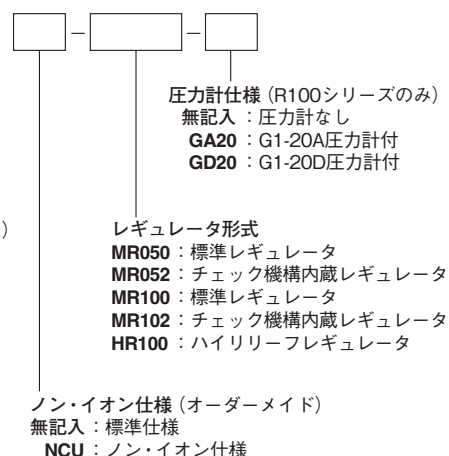 圧力計仕様（R100シリーズのみ）
無記入：圧力計なし
GA20：G1-20A圧力計付
GD20：G1-20D圧力計付
）
レギュレータ形式
MR050：標準レギュレータ
MR052：チェック機構内蔵レギュレータ
MR100：標準レギュレータ
MR102：チェック機構内蔵レギュレータ
HR100：ハイリリーフレギュレータ
ノン・イオン仕様（オーダーメイド）
無記入：標準仕様
NCU：ノン・イオン仕様